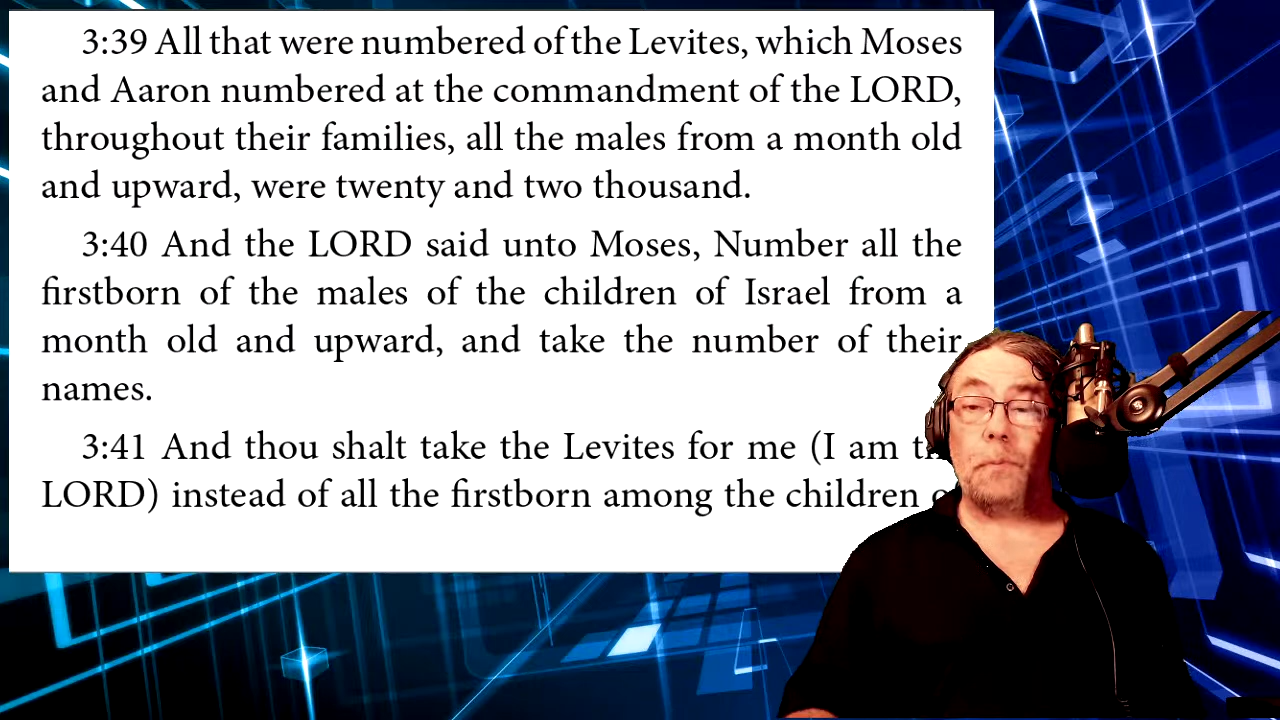 3:39 All that were numbered of the Levites, which Moses
and Aaron numbered at the commandment of the LORD,
throughout their families, all the males from a month old
and upward, were twenty and two thousand.
3:40 And the LORD said unto Moses, Number all the
firstborn of the males of the children of Israel from a
month old and upward, and take the number of their
names.
3:41 And thou shalt take the Levites for me (I am
LORD) instead of all the firstborn among the children